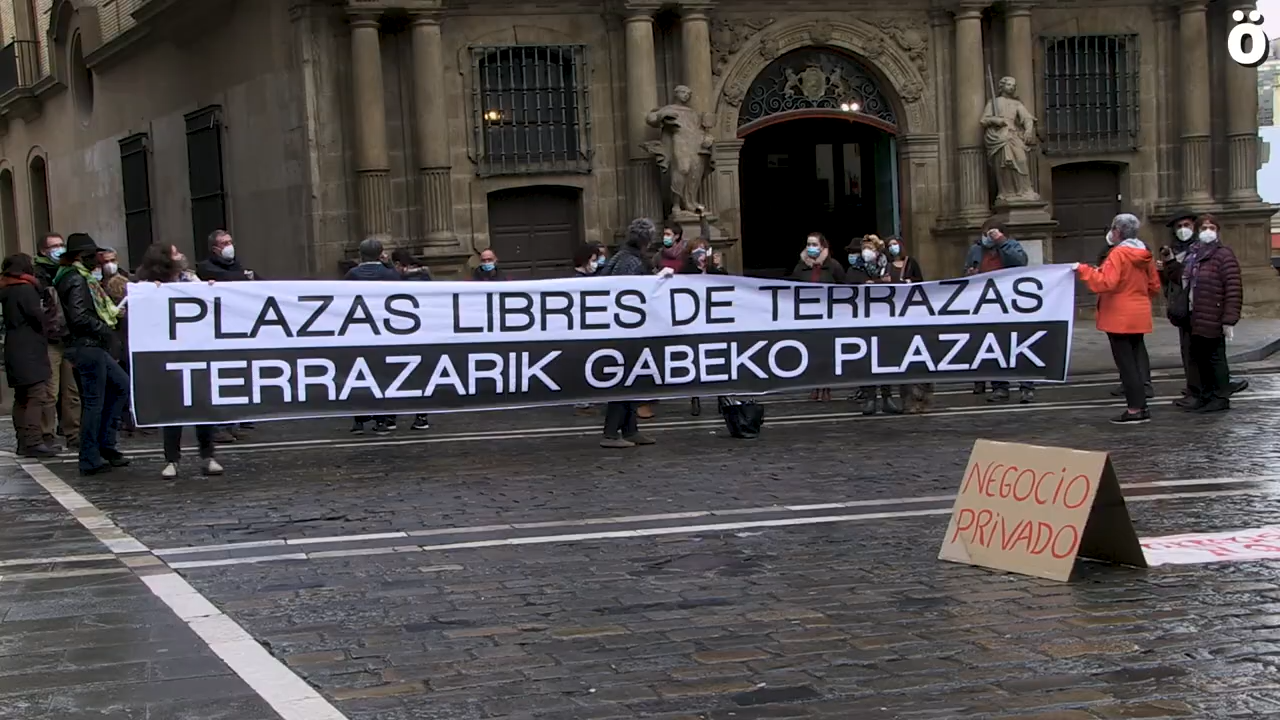 ö
PLAZAS LIBRES DE TERRAZAS
TERRAZARIK GABEKO PLAZAK
NEGOCIO
PRIVADO